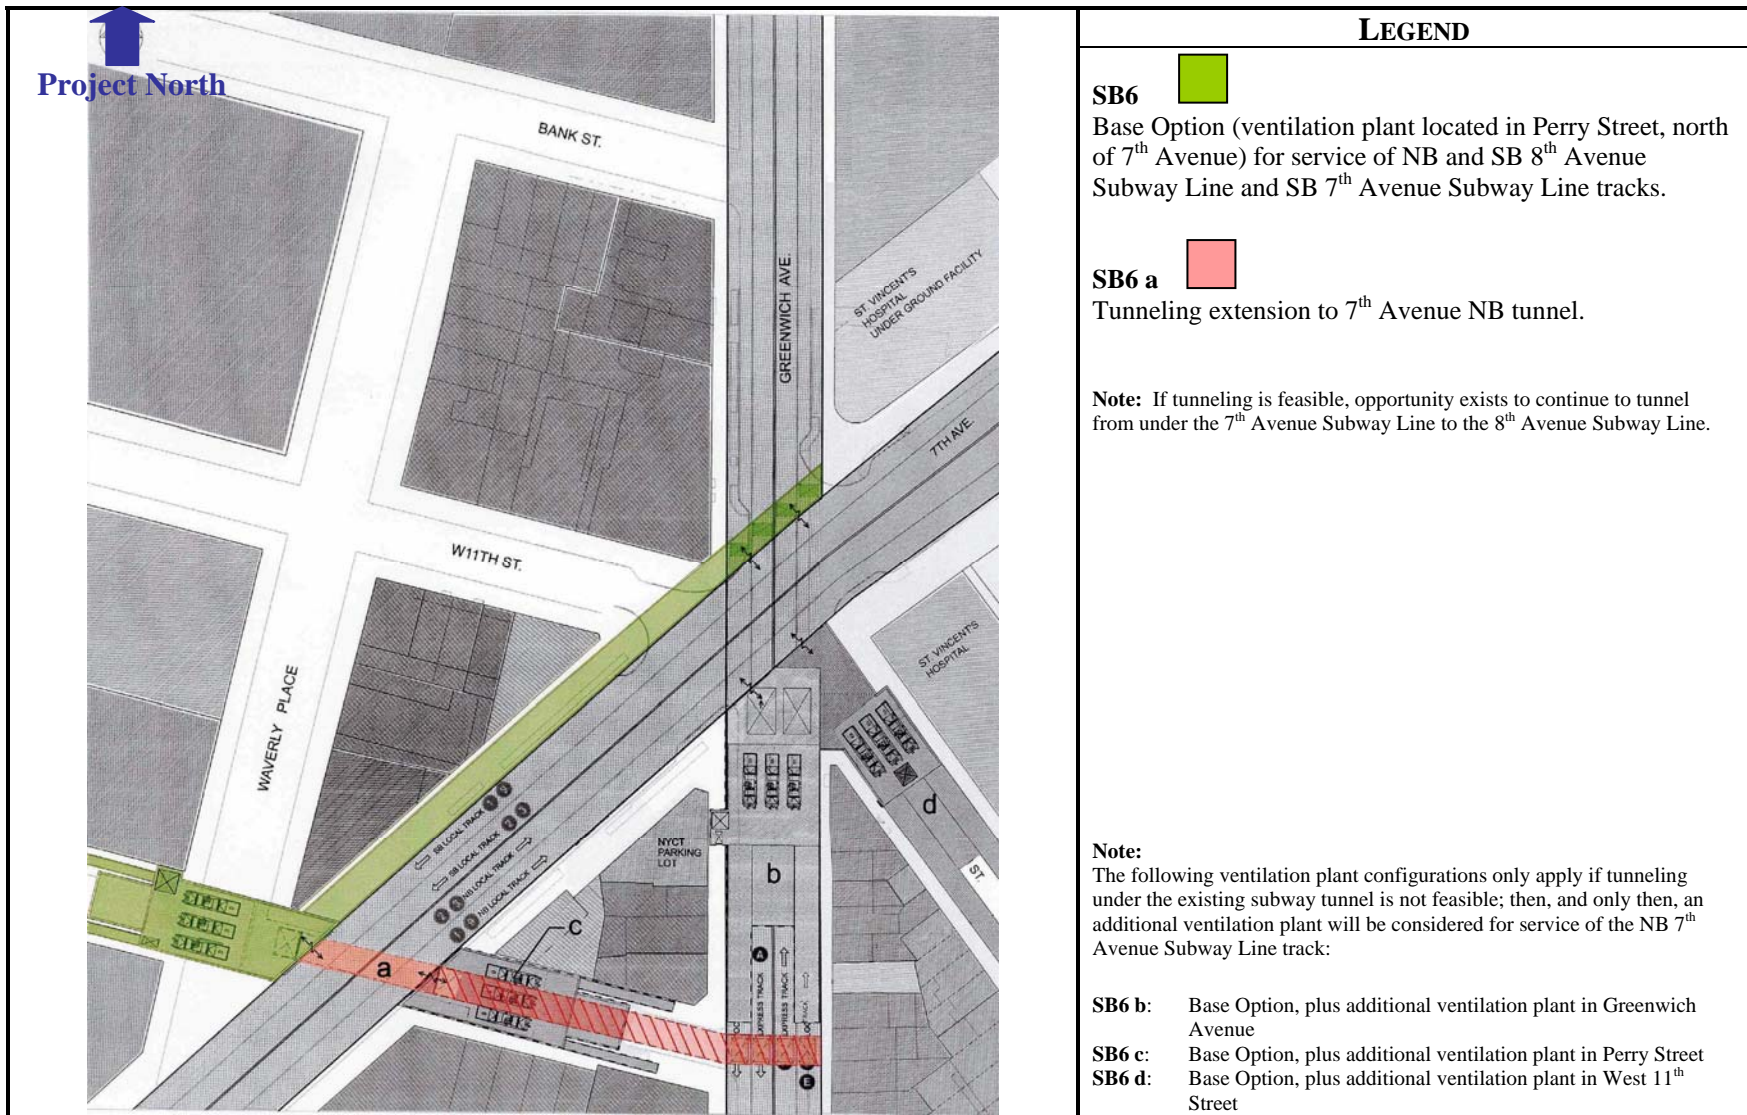 Project North
BANK ST.
GREENWICH AVE.
ST. VINCENT'S
HOSPITAL
UNDER GROUND FACILITY
7TH AVE.
W11TH ST.
WAVERLY PLACE
ST. VINCENT'S
HOSPITAL
SB LOCAL TRACK
SB LOCAL TRACK
NB LOCAL TRACK
NB LOCAL TRACK
NYCT
PARKING
LOT
a
b
c
d
ST.
A
EXPRESS TRACK
EXPRESS TRACK
TRACK
E
LEGEND
SB6
Base Option (ventilation plant located in Perry Street, north
of 7th Avenue) for service of NB and SB 8th Avenue
Subway Line and SB 7th Avenue Subway Line tracks.
SB6 a
Tunneling extension to 7th Avenue NB tunnel.
Note: If tunneling is feasible, opportunity exists to continue to tunnel
from under the 7th Avenue Subway Line to the 8th Avenue Subway Line.
Note:
The following ventilation plant configurations only apply if tunneling
under the existing subway tunnel is not feasible; then, and only then, an
additional ventilation plant will be considered for service of the NB 7th
Avenue Subway Line track:
SB6 b: Base Option, plus additional ventilation plant in Greenwich
Avenue
SB6 c: Base Option, plus additional ventilation plant in Perry Street
SB6 d: Base Option, plus additional ventilation plant in West 11th
Street